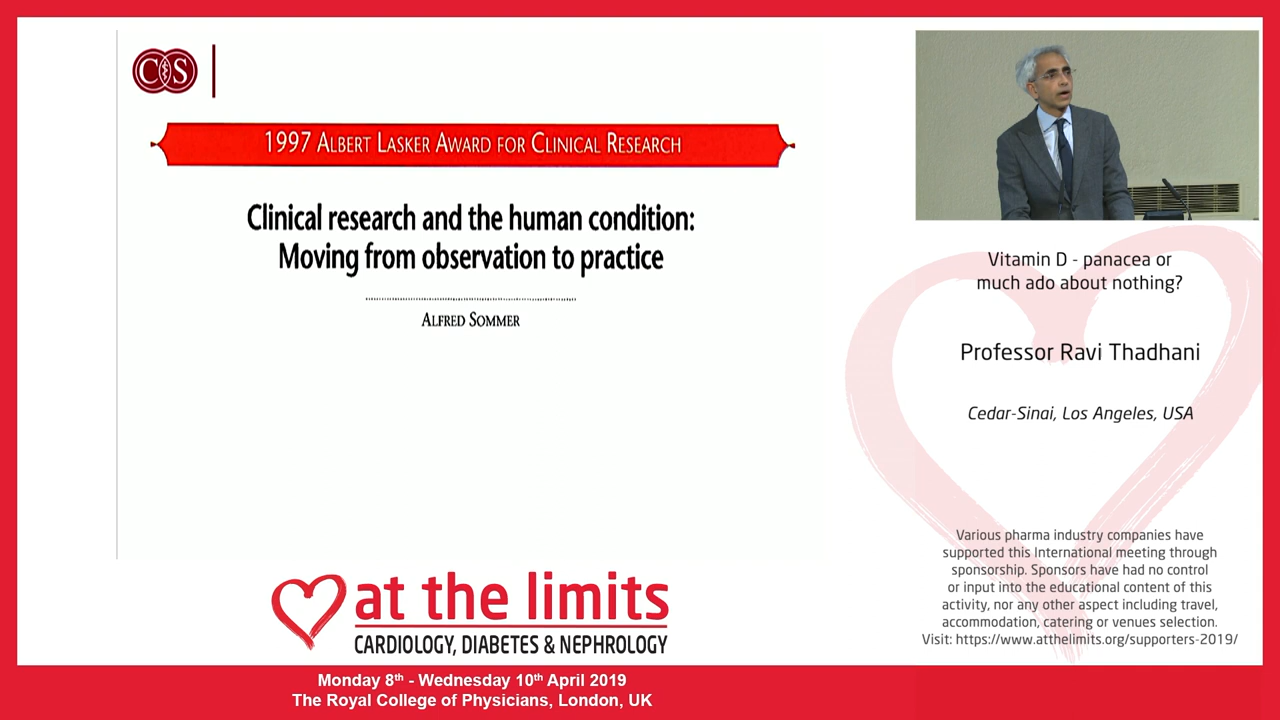 CS
1997 ALBERT LASKER AWARD FOR CLINICAL RESEARCH
Clinical research and the human condition:
Moving from observation to practice
ALFRED SOMMER
at the limits
CARDIOLOGY, DIABETES & NEPHROLOGY
Monday 8th - Wednesday 10th April 2019
The Royal College of Physicians, London, UK
Vitamin D - panacea or
much ado about nothing?
Professor Ravi Thadhani
Cedar-Sinai, Los Angeles, USA
Various pharma industry companies have
supported this International meeting through
sponsorship. Sponsors have had no control
or input into the educational content of this
activity, nor any other aspect including travel,
accommodation, catering or venues selection.
Visit: https://www.atthelimits.org/supporters-2019/